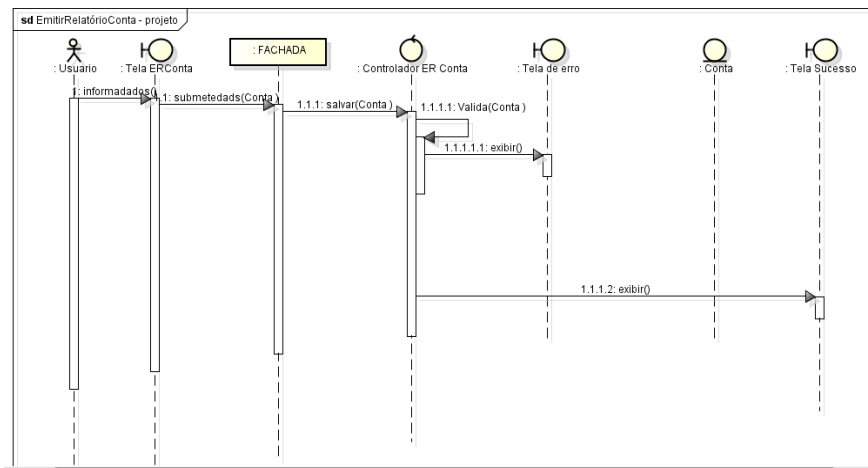 sd EmitirRelatórioConta - projeto
: Usuario
: Tela ERConta
: FACHADA
: Controlador ER Conta
: Tela de erro
: Conta
: Tela Sucesso
1: informadados()
1: submetedads(Conta )
1.1.1: salvar(Conta )
1.1.1.1: Valida(Conta )
1.1.1.1.1: exibir()
1.1.1.2: exibir()